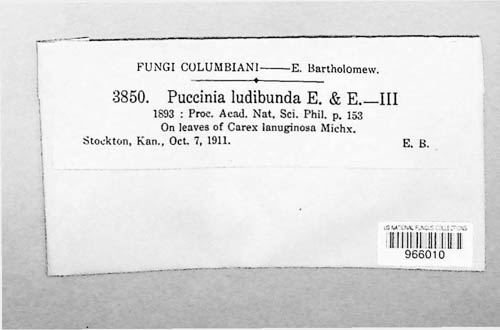 FUNGI COLUMBIANI—E. Bartholomew.
3850. Puccinia ludibunda E. & E.—III
1893 : Proc. Acad. Nat. Sci. Phil. p. 153
On leaves of Carex lanuginosa Michx.
Stockton, Kan., Oct. 7, 1911. E. B.
US NATIONAL FUNGUS COLLECTIONS
966010